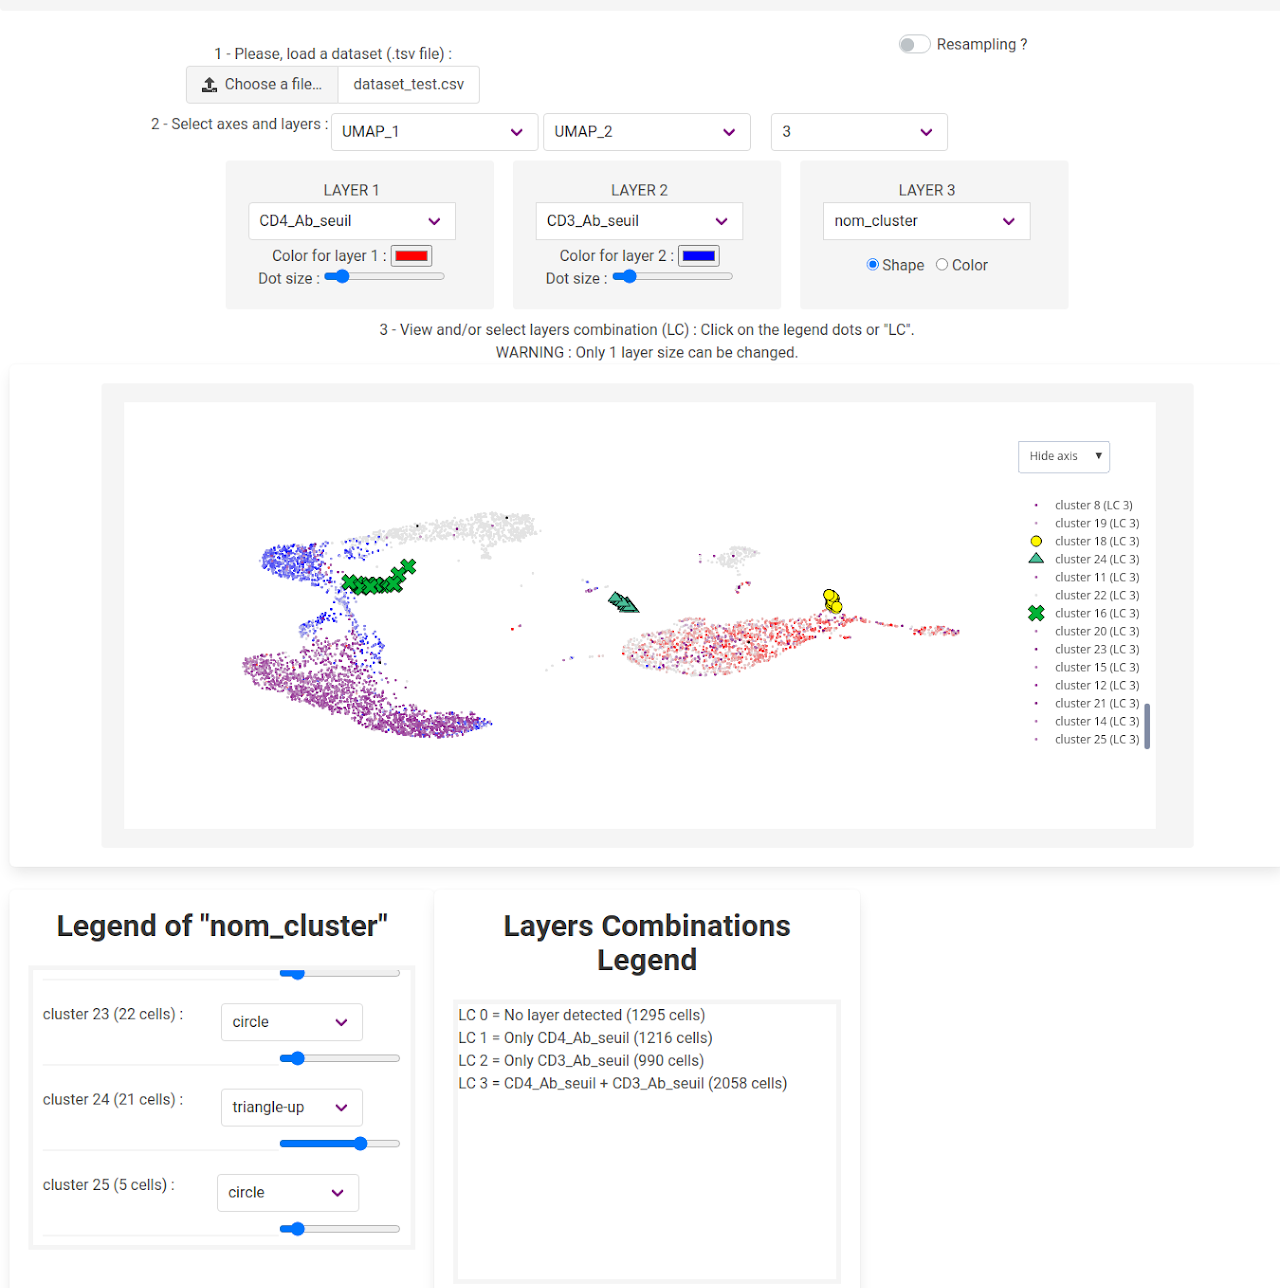 Resampling ?
1 - Please, load a dataset (.tsv file) :
Choose a file... dataset_test.csv
2 - Select axes and layers : UMAP_1 UMAP_2 3
LAYER 1 LAYER 2 LAYER 3
CD4_Ab_seuil CD3_Ab_seuil nom_cluster
Color for layer 1 : Color for layer 2 : Shape Color
Dot size : Dot size :
3 - View and/or select layers combination (LC) : Click on the legend dots or "LC".
WARNING : Only 1 layer size can be changed.
Hide axis
cluster 8 (LC 3)
cluster 19 (LC 3)
cluster 18 (LC 3)
cluster 24 (LC 3)
cluster 11 (LC 3)
cluster 22 (LC 3)
cluster 16 (LC 3)
cluster 20 (LC 3)
cluster 23 (LC 3)
cluster 15 (LC 3)
cluster 12 (LC 3)
cluster 21 (LC 3)
cluster 14 (LC 3)
cluster 25 (LC 3)
Legend of "nom_cluster"
cluster 23 (22 cells) : circle
cluster 24 (21 cells) : triangle-up
cluster 25 (5 cells) : circle
Layers Combinations
Legend
LC 0 = No layer detected (1295 cells)
LC 1 = Only CD4_Ab_seuil (1216 cells)
LC 2 = Only CD3_Ab_seuil (990 cells)
LC 3 = CD4_Ab_seuil + CD3_Ab_seuil (2058 cells)